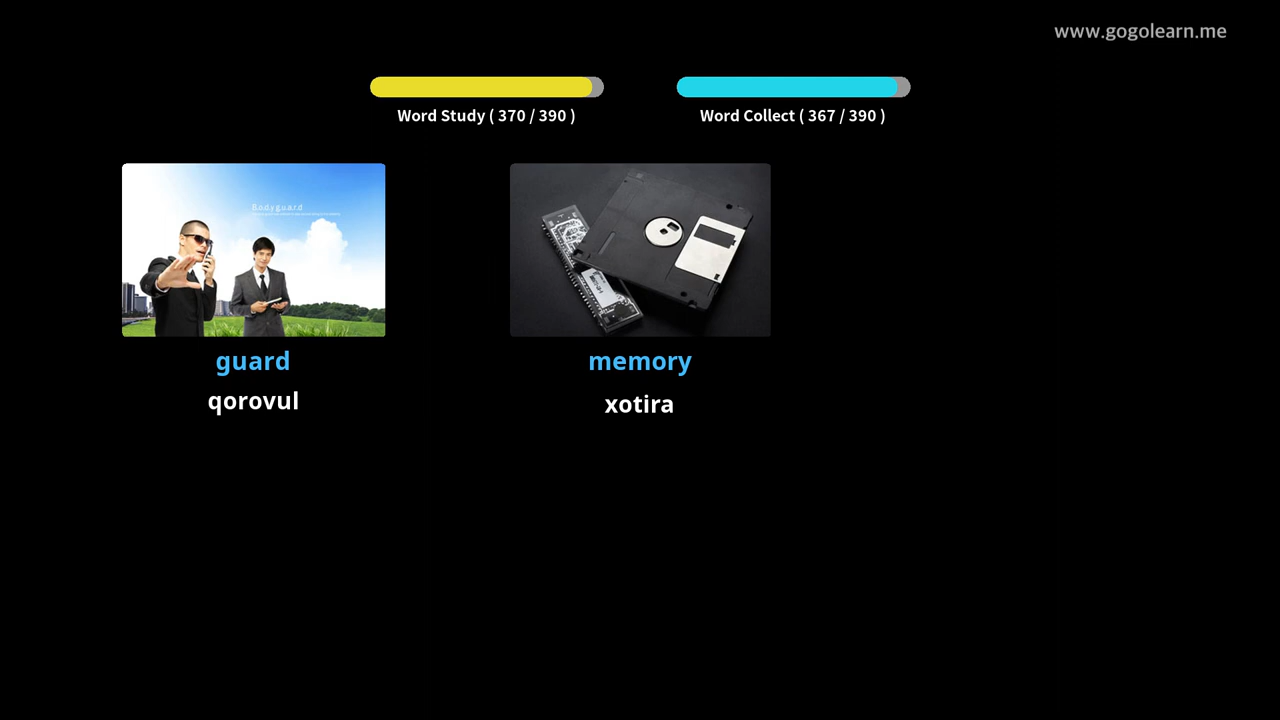 www.gogolearn.me
Word Study ( 370 / 390 )
Word Collect ( 367 / 390 )
Bodyguard
guard
qorovul
memory
xotira